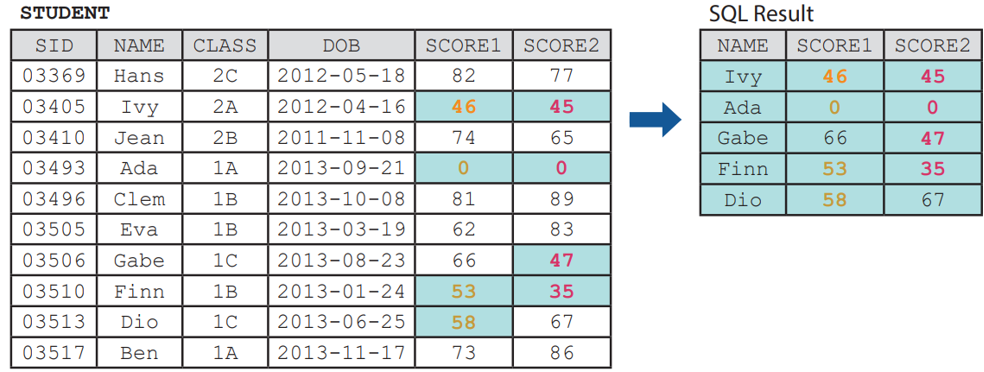 STUDENT
SID NAME CLASS DOB SCORE1 SCORE2
03369 Hans 2C 2012-05-18 82 77
03405 Ivy 2A 2012-04-16 46 45
03410 Jean 2B 2011-11-08 74 65
03493 Ada 1A 2013-09-21 0 0
03496 Clem 1B 2013-10-08 81 89
03505 Eva 1B 2013-03-19 62 83
03506 Gabe 1C 2013-08-23 66 47
03510 Finn 1B 2013-01-24 53 35
03513 Dio 1C 2013-06-25 58 67
03517 Ben 1A 2013-11-17 73 86
SQL Result
NAME SCORE1 SCORE2
Ivy 46 45
Ada 0 0
Gabe 66 47
Finn 53 35
Dio 58 67